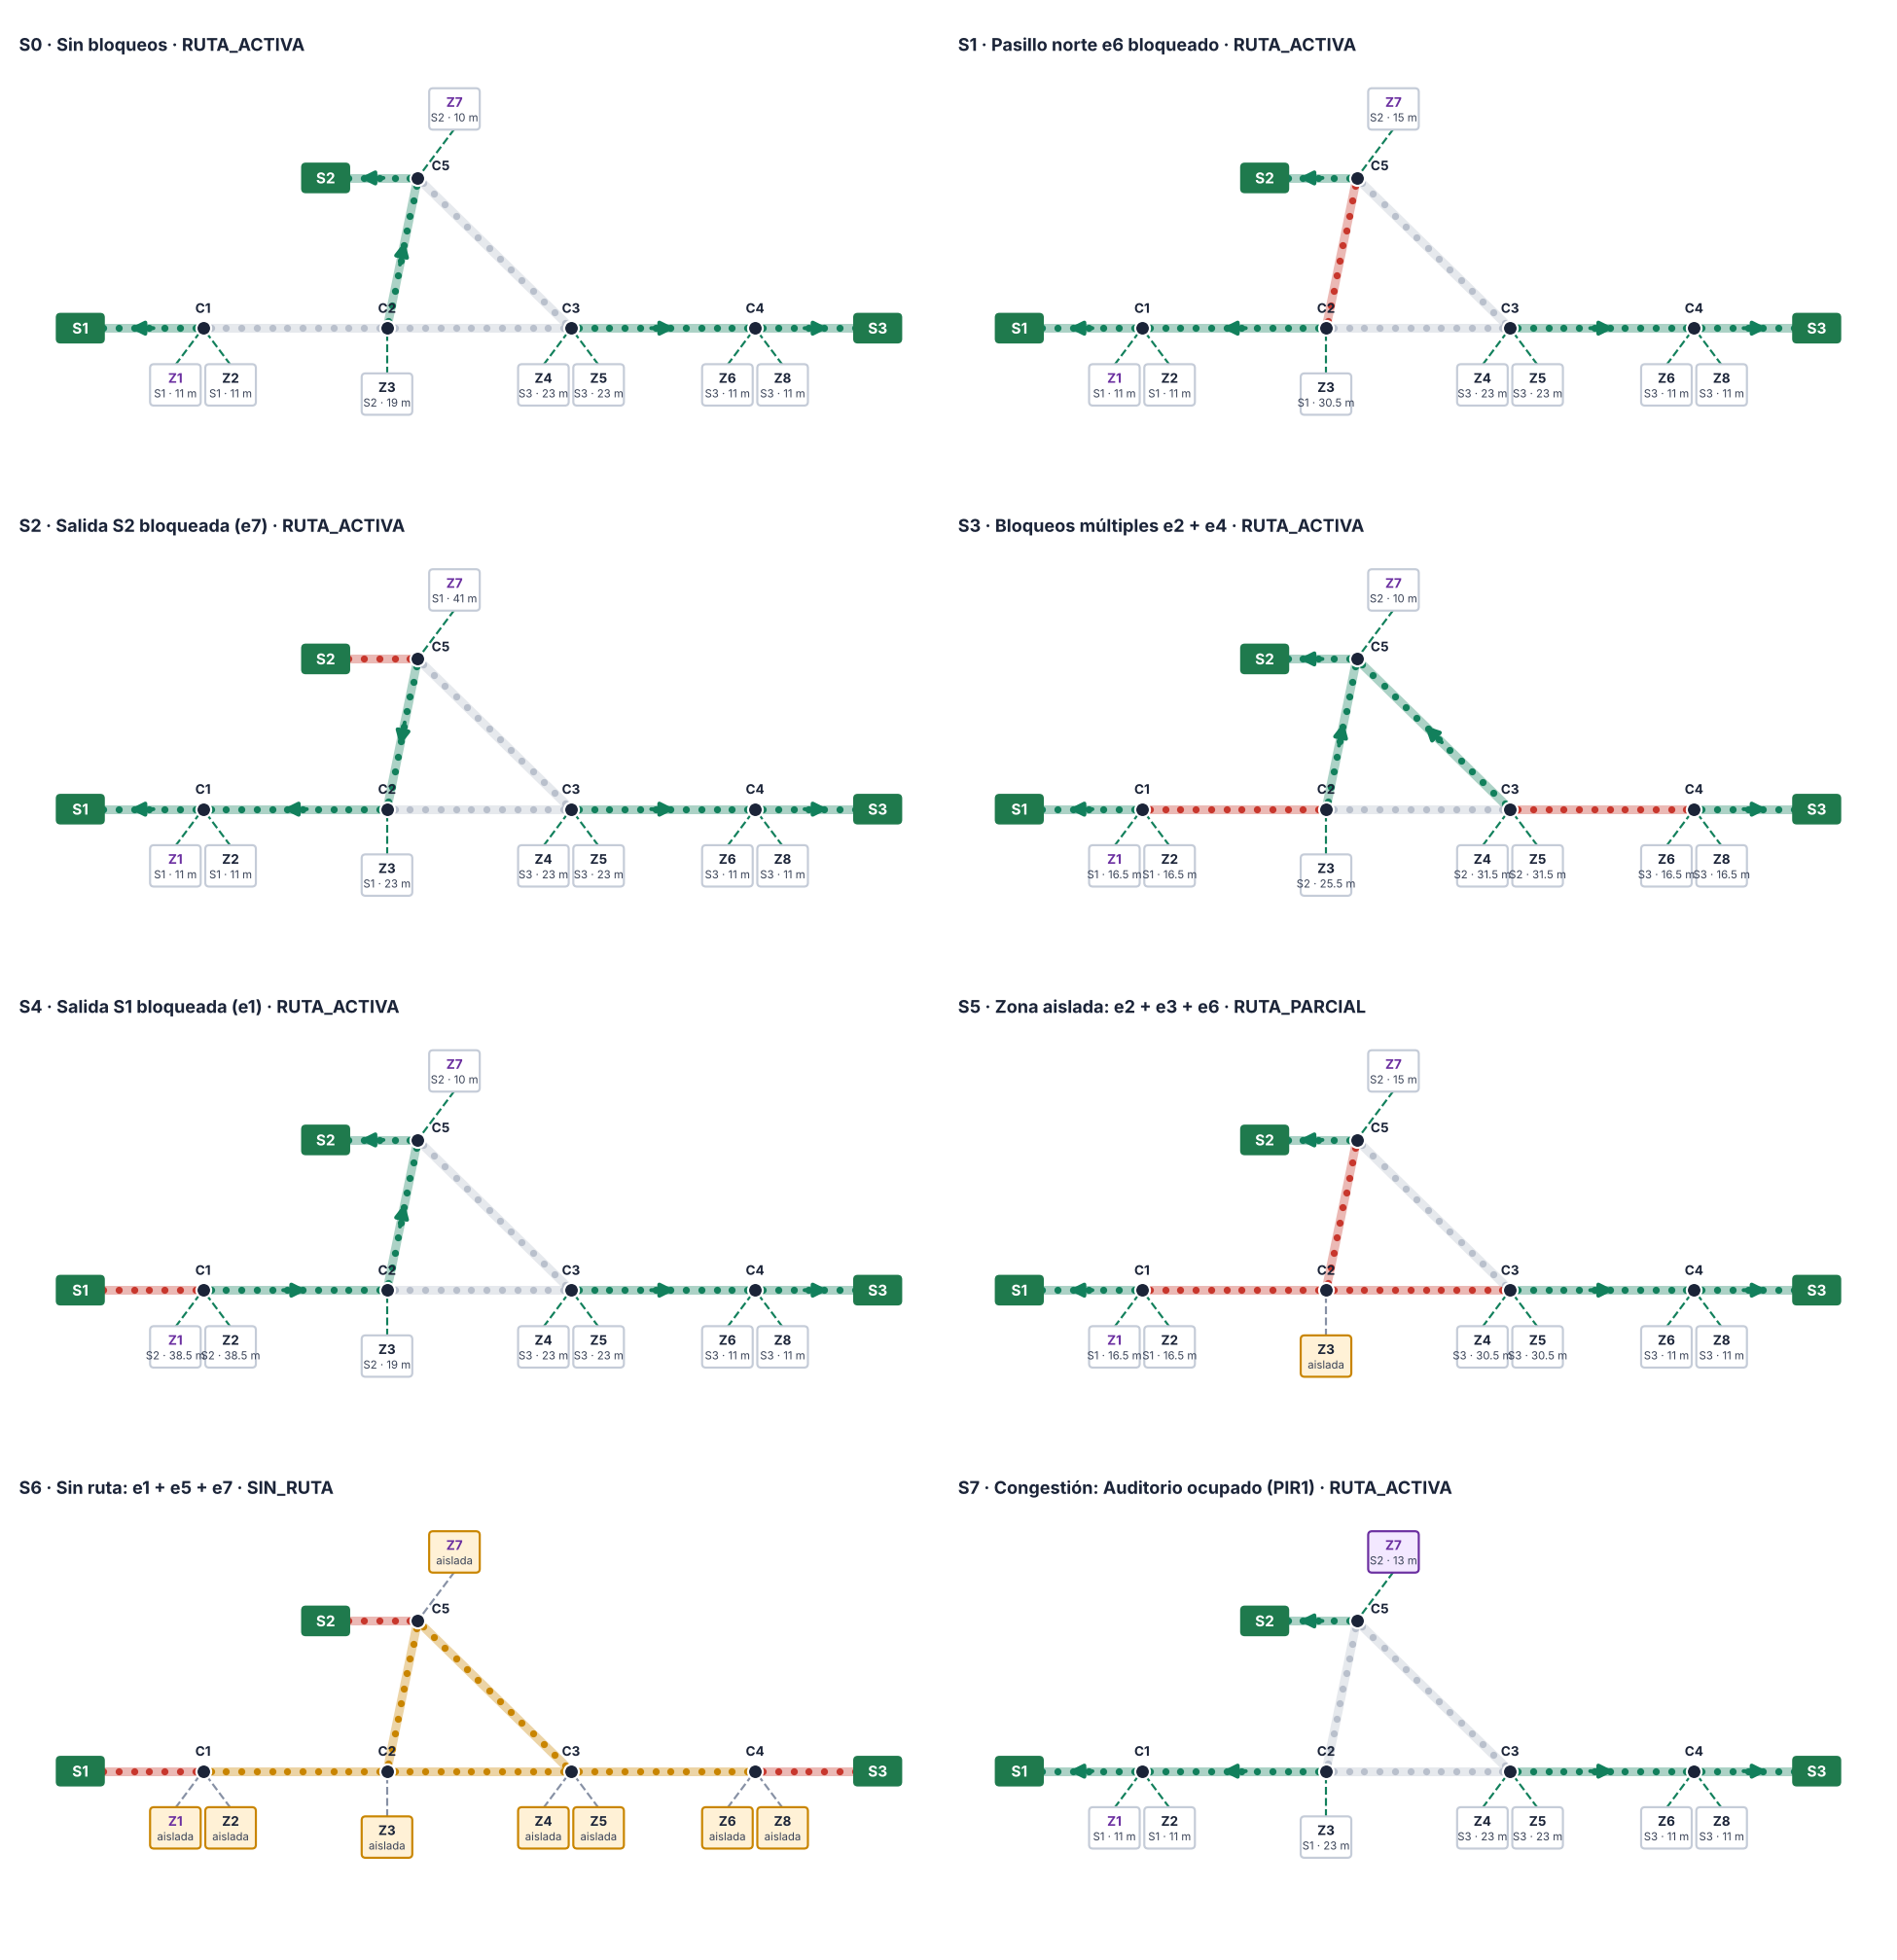 S0 · Sin bloqueos · RUTA_ACTIVA
Z7
S2 · 10 m
S2
C5
C1
C2
C3
C4
S1
S3
Z1
S1 · 11 m
Z2
S1 · 11 m
Z3
S2 · 19 m
Z4
S3 · 23 m
Z5
S3 · 23 m
Z6
S3 · 11 m
Z8
S3 · 11 m
S1 · Pasillo norte e6 bloqueado · RUTA_ACTIVA
Z7
S2 · 15 m
S2
C5
C1
C2
C3
C4
S1
S3
Z1
S1 · 11 m
Z2
S1 · 11 m
Z3
S1 · 30.5 m
Z4
S3 · 23 m
Z5
S3 · 23 m
Z6
S3 · 11 m
Z8
S3 · 11 m
S2 · Salida S2 bloqueada (e7) · RUTA_ACTIVA
Z7
S1 · 41 m
S2
C5
C1
C2
C3
C4
S1
S3
Z1
S1 · 11 m
Z2
S1 · 11 m
Z3
S1 · 23 m
Z4
S3 · 23 m
Z5
S3 · 23 m
Z6
S3 · 11 m
Z8
S3 · 11 m
S3 · Bloqueos múltiples e2 + e4 · RUTA_ACTIVA
Z7
S2 · 10 m
S2
C5
C1
C2
C3
C4
S1
S3
Z1
S1 · 16.5 m
Z2
S1 · 16.5 m
Z3
S2 · 25.5 m
Z4
S2 · 31.5 m
Z5
S2 · 31.5 m
Z6
S3 · 16.5 m
Z8
S3 · 16.5 m
S4 · Salida S1 bloqueada (e1) · RUTA_ACTIVA
Z7
S2 · 10 m
S2
C5
C1
C2
C3
C4
S1
S3
Z1
S2 · 38.5 m
Z2
S2 · 38.5 m
Z3
S2 · 19 m
Z4
S3 · 23 m
Z5
S3 · 23 m
Z6
S3 · 11 m
Z8
S3 · 11 m
S5 · Zona aislada: e2 + e3 + e6 · RUTA_PARCIAL
Z7
S2 · 15 m
S2
C5
C1
C2
C3
C4
S1
S3
Z1
S1 · 16.5 m
Z2
S1 · 16.5 m
Z3
aislada
Z4
S3 · 30.5 m
Z5
S3 · 30.5 m
Z6
S3 · 11 m
Z8
S3 · 11 m
S6 · Sin ruta: e1 + e5 + e7 · SIN_RUTA
Z7
aislada
S2
C5
C1
C2
C3
C4
S1
S3
Z1
aislada
Z2
aislada
Z3
aislada
Z4
aislada
Z5
aislada
Z6
aislada
Z8
aislada
S7 · Congestión: Auditorio ocupado (PIR1) · RUTA_ACTIVA
Z7
S2 · 13 m
S2
C5
C1
C2
C3
C4
S1
S3
Z1
S1 · 11 m
Z2
S1 · 11 m
Z3
S1 · 23 m
Z4
S3 · 23 m
Z5
S3 · 23 m
Z6
S3 · 11 m
Z8
S3 · 11 m